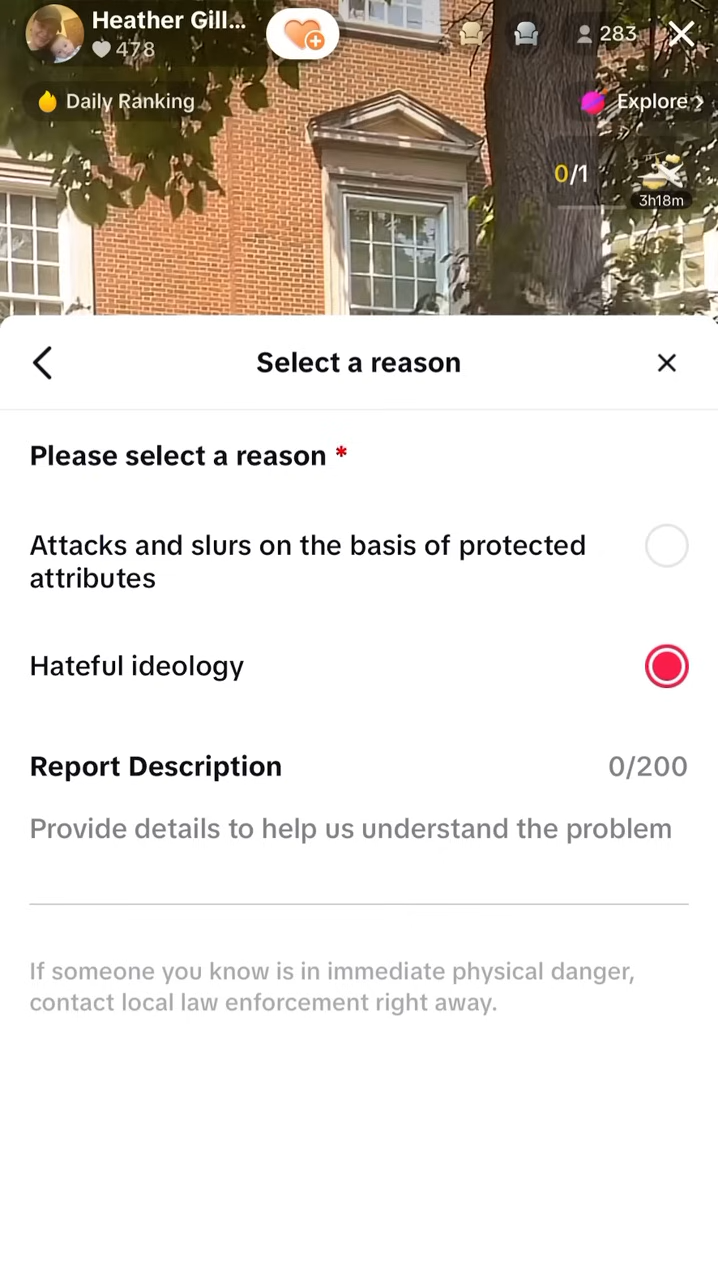 Heather Gill...
478
283
Daily Ranking
Explore
0/1
3h18m
Select a reason
Please select a reason *
Attacks and slurs on the basis of protected
attributes
Hateful ideology
Report Description
0/200
Provide details to help us understand the problem
If someone you know is in immediate physical danger,
contact local law enforcement right away.